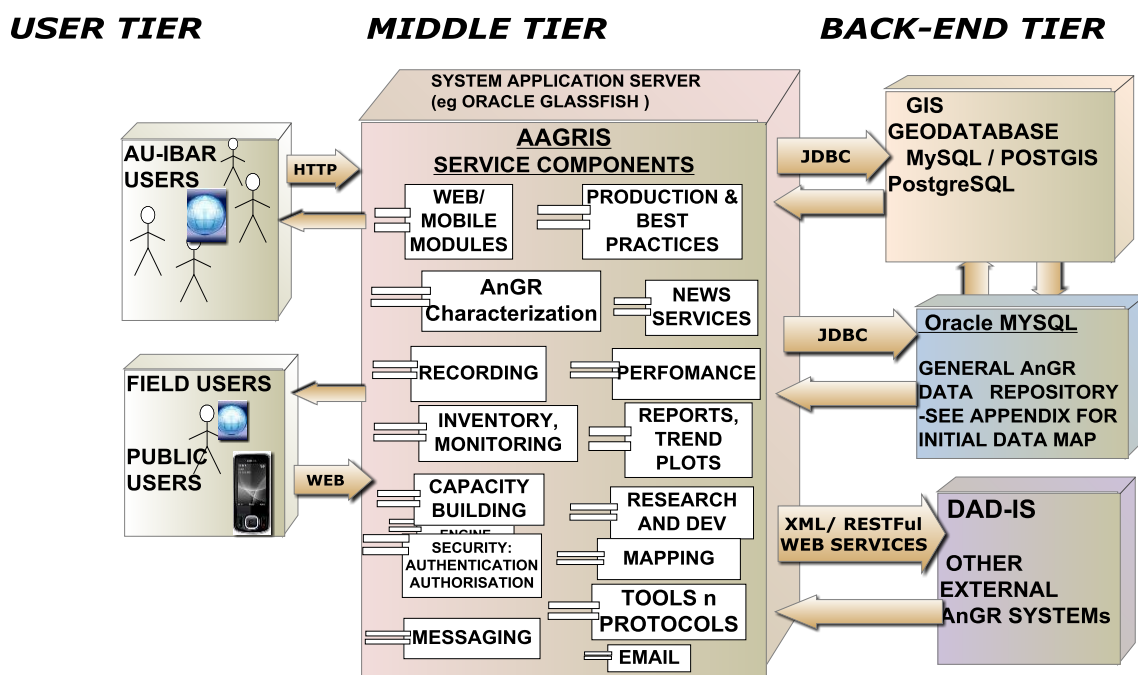 USER TIER
MIDDLE TIER
BACK-END TIER
AU-IBAR
USERS
HTTP
FIELD USERS
PUBLIC
USERS
WEB
SYSTEM APPLICATION SERVER
(eg ORACLE GLASSFISH )
AAGRIS
SERVICE COMPONENTS
WEB/
MOBILE
MODULES
PRODUCTION &
BEST
PRACTICES
AnGR
Characterization
NEWS
SERVICES
RECORDING
PERFOMANCE
INVENTORY,
MONITORING
REPORTS,
TREND
PLOTS
CAPACITY
BUILDING
RESEARCH
AND DEV
ENGINE
SECURITY:
AUTHENTICATION
AUTHORISATION
MAPPING
TOOLS n
PROTOCOLS
MESSAGING
EMAIL
JDBC
GIS
GEODATABASE
MySQL / POSTGIS
PostgreSQL
JDBC
Oracle MYSQL
GENERAL AnGR
DATA REPOSITORY
-SEE APPENDIX FOR
INITIAL DATA MAP
XML/ RESTFul
WEB SERVICES
DAD-IS
OTHER
EXTERNAL
AnGR SYSTEMs